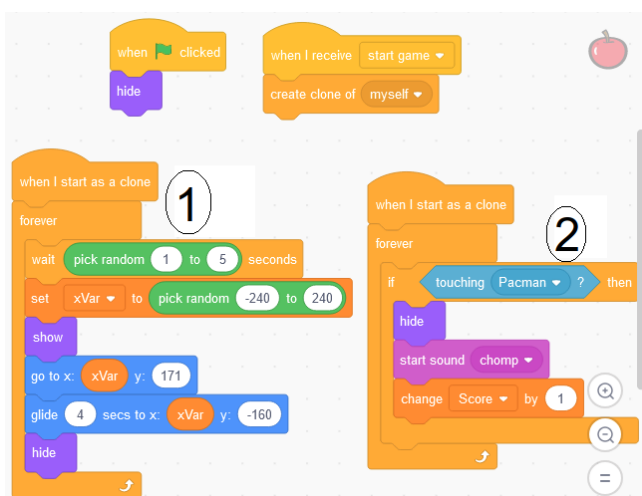 when clicked
hide
when I receive start game
create clone of myself
1
when I start as a clone
forever
wait pick random 1 to 5 seconds
set xVar to pick random -240 to 240
show
go to x: xVar y: 171
glide 4 secs to x: xVar y: -160
hide
2
when I start as a clone
forever
if touching Pacman ? then
hide
start sound chomp
change Score by 1